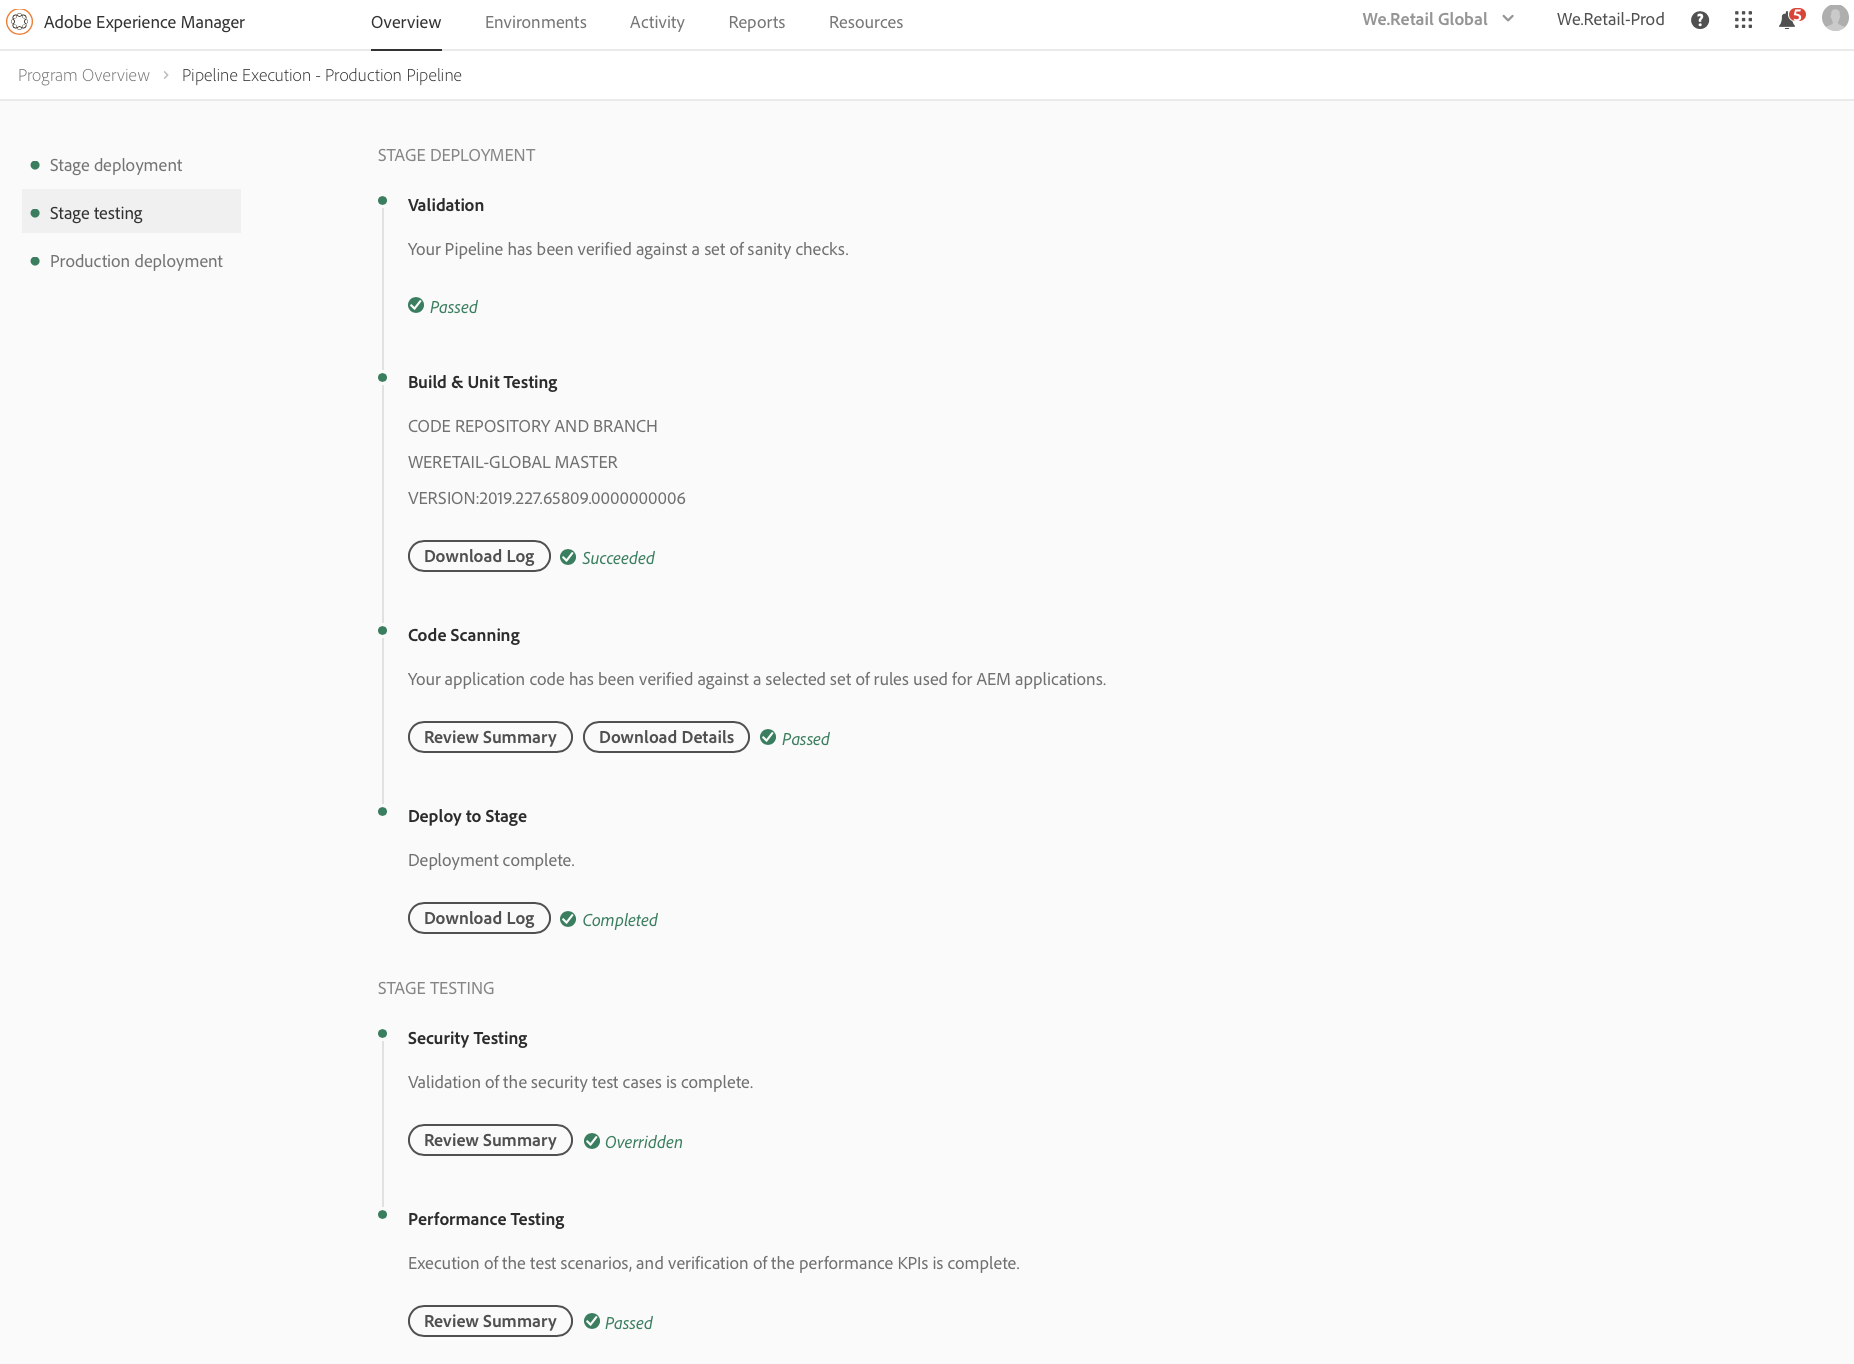 Adobe Experience Manager
Overview
Environments
Activity
Reports
Resources
We.Retail Global
We.Retail-Prod
5
Program Overview > Pipeline Execution - Production Pipeline
Stage deployment
Stage testing
Production deployment
STAGE DEPLOYMENT
Validation
Your Pipeline has been verified against a set of sanity checks.
Passed
Build & Unit Testing
CODE REPOSITORY AND BRANCH
WERETAIL-GLOBAL MASTER
VERSION:2019.227.65809.0000000006
Download Log
Succeeded
Code Scanning
Your application code has been verified against a selected set of rules used for AEM applications.
Review Summary
Download Details
Passed
Deploy to Stage
Deployment complete.
Download Log
Completed
STAGE TESTING
Security Testing
Validation of the security test cases is complete.
Review Summary
Overridden
Performance Testing
Execution of the test scenarios, and verification of the performance KPIs is complete.
Review Summary
Passed